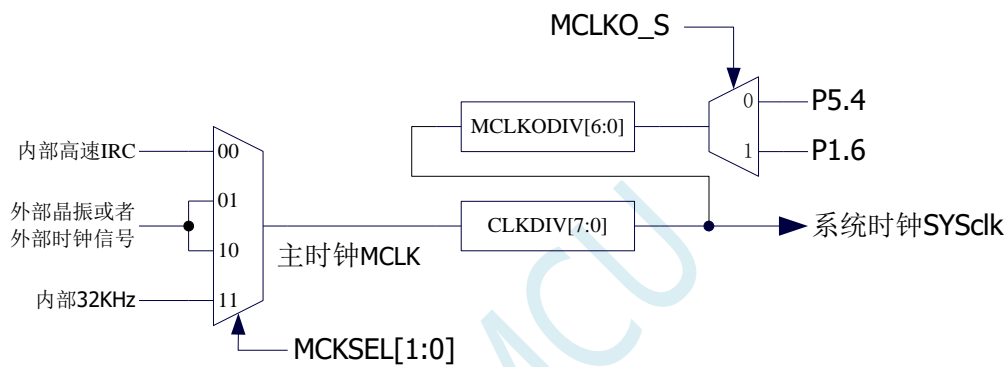 MCLKO_S
0
P5.4
MCLKODIV[6:0]
1
P1.6
内部高速IRC
00
外部晶振或者
外部时钟信号
01
10
CLKDIV[7:0]
系统时钟SYSclk
主时钟MCLK
内部32KHz
11
MCKSEL[1:0]
MCU